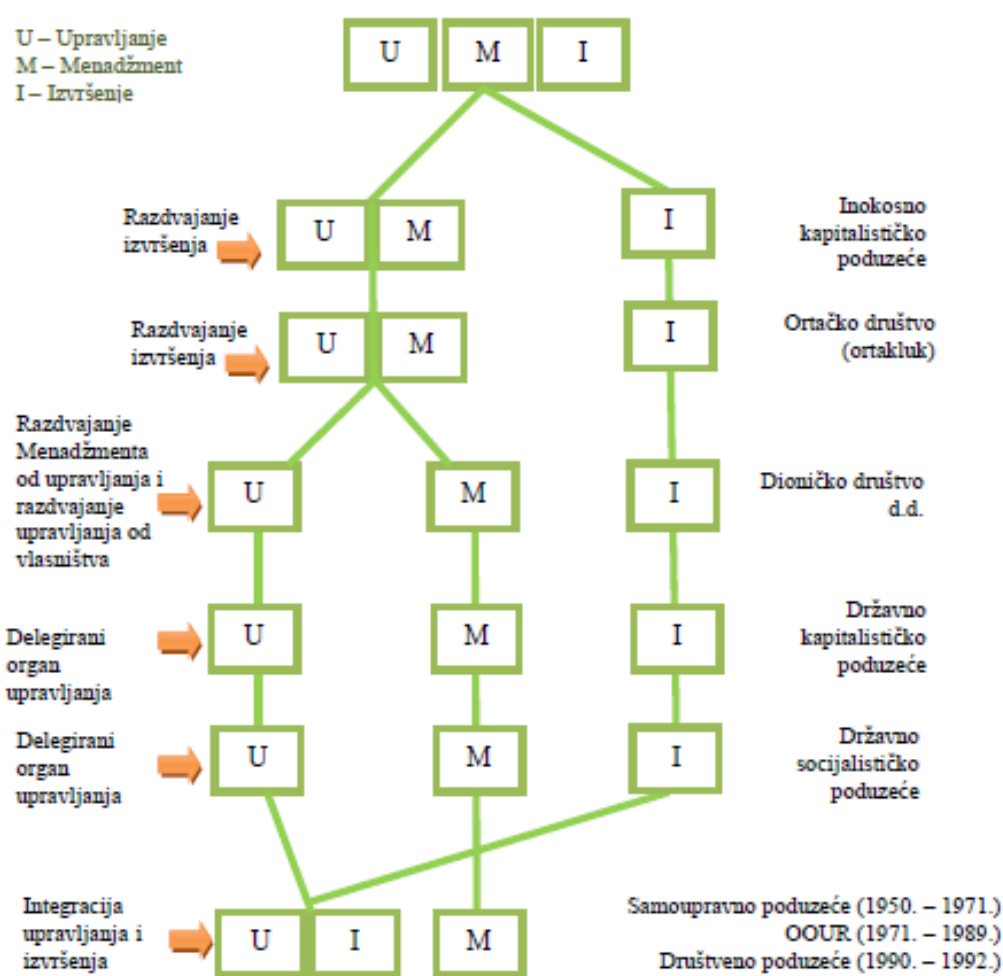 U – Upravljanje
M – Menadžment
I – Izvršenje
U M I
Razdvajanje
izvršenja
U M I
Inokosno
kapitalističko
poduzeće
Razdvajanje
izvršenja
U M I
Ortačko društvo
(ortakluk)
Razdvajanje
Menadžmenta
od upravljanja i
razdvajanje
upravljanja od
vlasništva
U M I
Dioničko društvo
d.d.
Delegirani
organ
upravljanja
U M I
Državno
kapitalističko
poduzeće
Delegirani
organ
upravljanja
U M I
Državno
socijalističko
poduzeće
Integracija
upravljanja i
izvršenja
U I M
Samoupravno poduzeće (1950. – 1971.)
OOUR (1971. – 1989.)
Društveno poduzeće (1990. – 1992.)